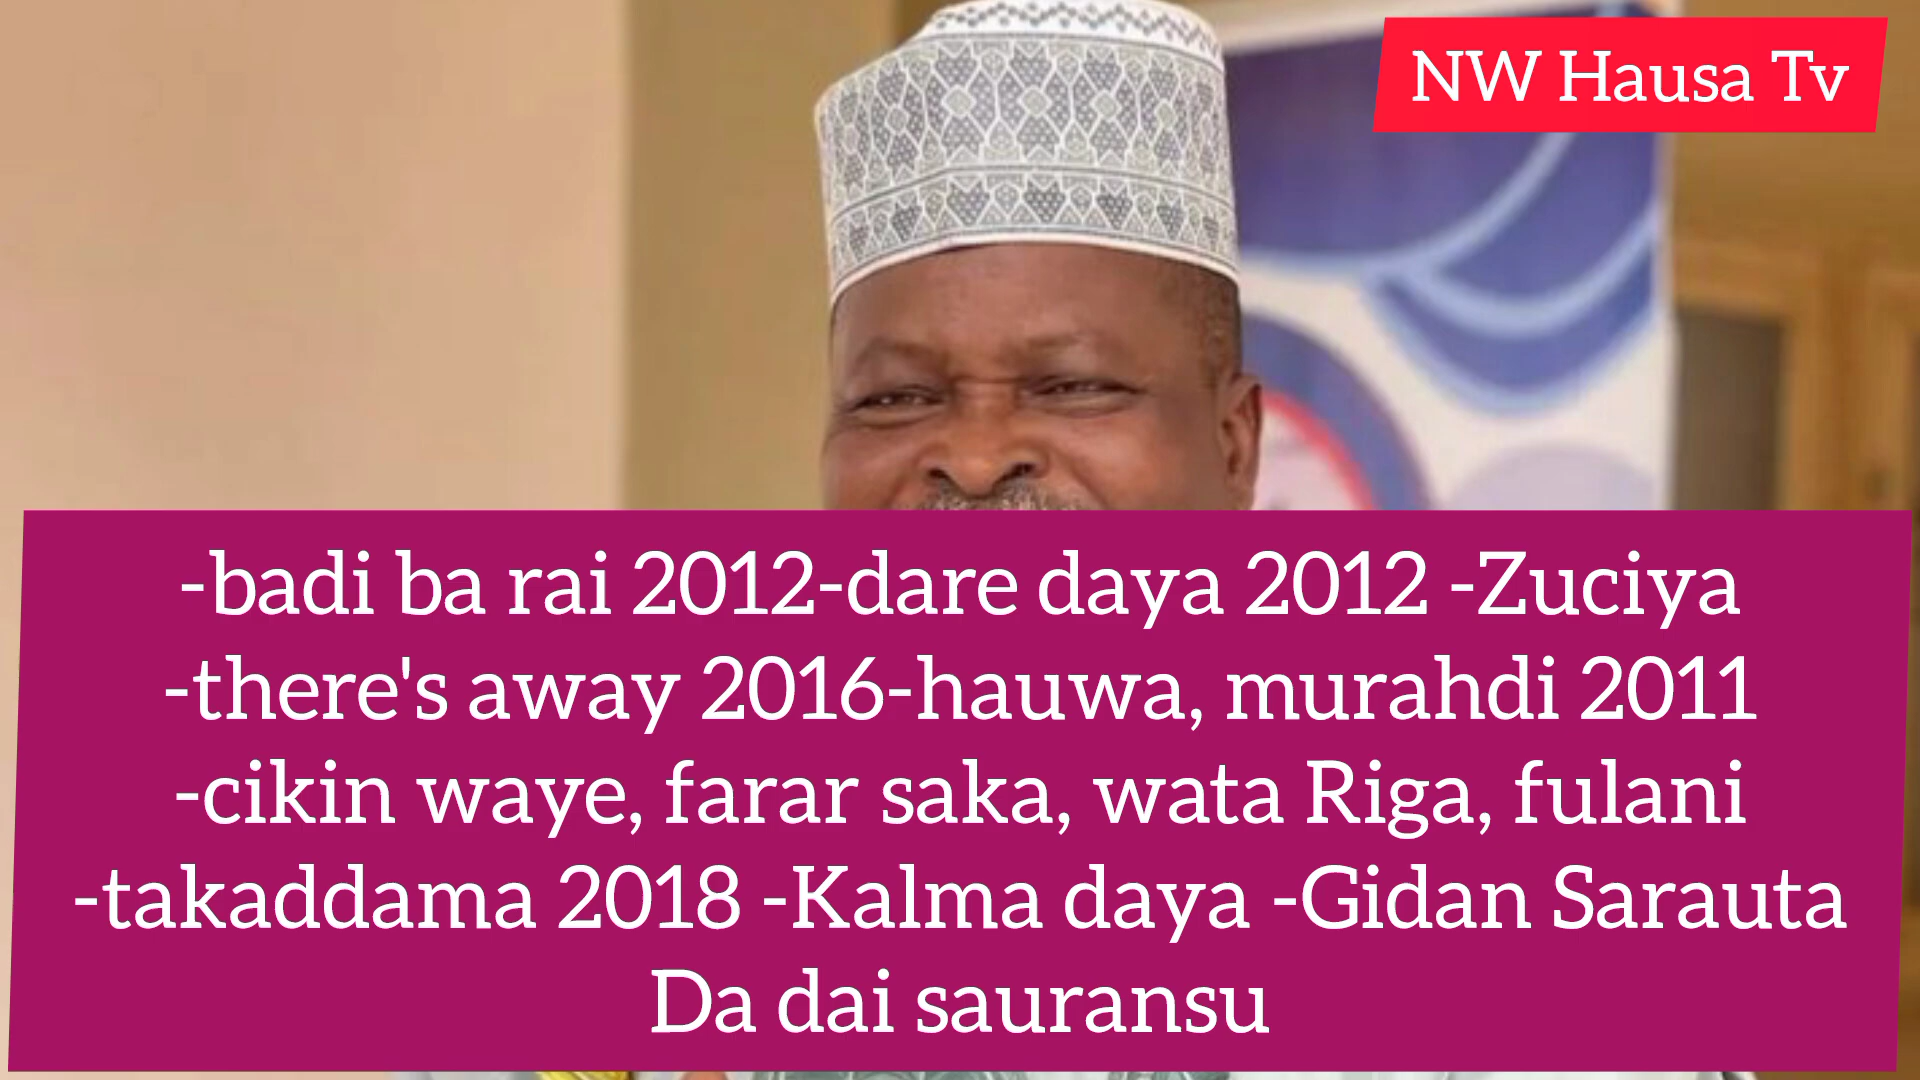 NW Hausa Tv
-badi ba rai 2012-dare daya 2012 -Zuciya
-there's away 2016-hauwa, murahdi 2011
-cikin waye, farar saka, wata Riga, fulani
-takaddama 2018 -Kalma daya -Gidan Sarauta
Da dai sauransu